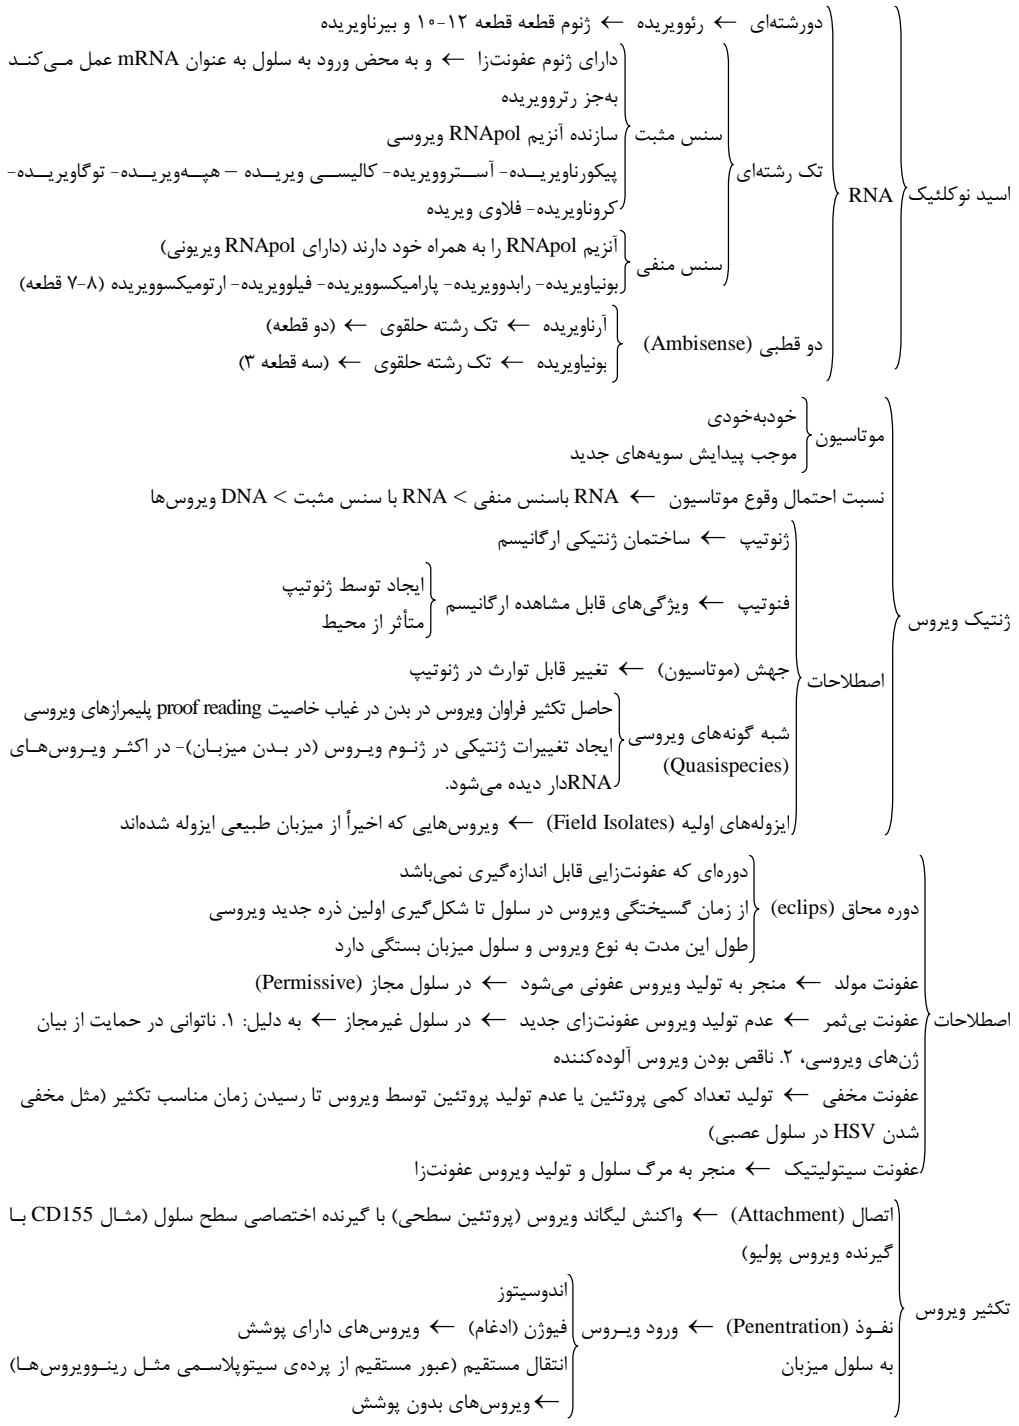 دورشته‌ای ← رئوویریده ← ژنوم قطعه قطعه ۱۲-۱۰ و بیرناویریده
دارای ژنوم عفونت‌زا ← و به محض ورود به سلول به عنوان mRNA عمل می‌کند
به‌جز رتروویریده
سنس مثبت
سازنده آنزیم RNApol ویروسی
تک رشته‌ای
پیکورناویریده- آستروویریده- کالیسی ویریده – هپه‌ویریده- توگاویریده-
اسید نوکلئیک
RNA
کروناویریده- فلاوی ویریده
آنزیم RNApol را به همراه خود دارند (دارای RNApol ویریونی)
سنس منفی
بونیاویریده- رابدوویریده- پارامیکسوویریده- فیلوویریده- ارتومیکسوویریده (۸-۷ قطعه)
آرناویریده ← تک رشته حلقوی ← (دو قطعه)
دو قطبی (Ambisense)
بونیاویریده ← تک رشته حلقوی ← (سه قطعه ۳)
خودبه‌خودی
موتاسیون
موجب پیدایش سویه‌های جدید
نسبت احتمال وقوع موتاسیون ← RNA باسنس منفی > RNA با سنس مثبت > DNA ویروس‌ها
ژنوتیپ ← ساختمان ژنتیکی ارگانیسم
ایجاد توسط ژنوتیپ
فنوتیپ ← ویژگی‌های قابل مشاهده ارگانیسم
متأثر از محیط
ژنتیک ویروس
جهش (موتاسیون) ← تغییر قابل توارث در ژنوتیپ
اصطلاحات
حاصل تکثیر فراوان ویروس در بدن در غیاب خاصیت proof reading پلیمرازهای ویروسی
شبه گونه‌های ویروسی
ایجاد تغییرات ژنتیکی در ژنوم ویروس (در بدن میزبان)- در اکثر ویروس‌های
(Quasispecies)
RNAدار دیده می‌شود.
ایزوله‌های اولیه (Field Isolates) ← ویروس‌هایی که اخیراً از میزبان طبیعی ایزوله شده‌اند
دوره‌ای که عفونت‌زایی قابل اندازه‌گیری نمی‌باشد
دوره محاق (eclips)
از زمان گسیختگی ویروس در سلول تا شکل‌گیری اولین ذره جدید ویروسی
طول این مدت به نوع ویروس و سلول میزبان بستگی دارد
عفونت مولد ← منجر به تولید ویروس عفونی می‌شود ← در سلول مجاز (Permissive)
اصطلاحات
عفونت بی‌ثمر ← عدم تولید ویروس عفونت‌زای جدید ← در سلول غیرمجاز ← به دلیل: ۱. ناتوانی در حمایت از بیان
ژن‌های ویروسی، ۲. ناقص بودن ویروس آلوده‌کننده
عفونت مخفی ← تولید تعداد کمی پروتئین یا عدم تولید پروتئین توسط ویروس تا رسیدن زمان مناسب تکثیر (مثل مخفی
شدن HSV در سلول عصبی)
عفونت سیتولیتیک ← منجر به مرگ سلول و تولید ویروس عفونت‌زا
اتصال (Attachment) ← واکنش لیگاند ویروس (پروتئین سطحی) با گیرنده اختصاصی سطح سلول (مثال CD155 با
گیرنده ویروس پولیو)
تکثیر ویروس
اندوسیتوز
نفوذ (Penentration) ← ورود ویروس
فیوژن (ادغام) ← ویروس‌های دارای پوشش
به سلول میزبان
انتقال مستقیم (عبور مستقیم از پرده‌ی سیتوپلاسمی مثل رینوویروس‌ها)
← ویروس‌های بدون پوشش